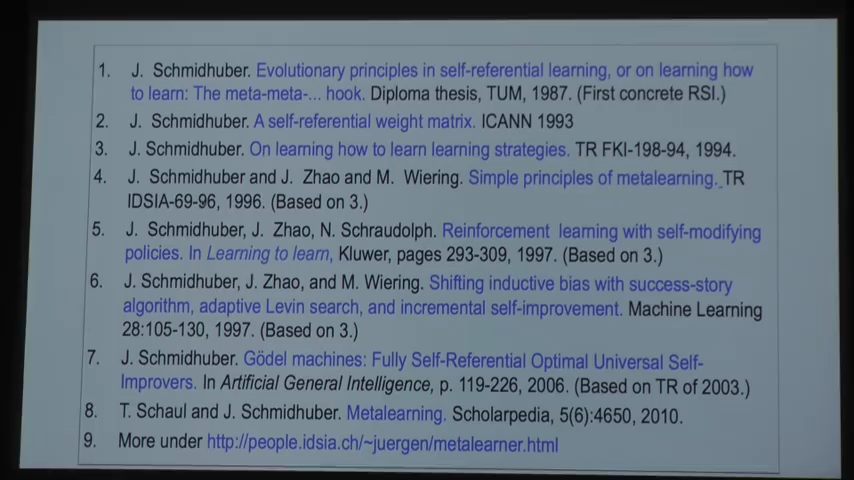 1. J. Schmidhuber. Evolutionary principles in self-referential learning, or on learning how
to learn: The meta-meta-... hook. Diploma thesis, TUM, 1987. (First concrete RSI.)
2. J. Schmidhuber. A self-referential weight matrix. ICANN 1993
3. J. Schmidhuber. On learning how to learn learning strategies. TR FKI-198-94, 1994.
4. J. Schmidhuber and J. Zhao and M. Wiering. Simple principles of metalearning. TR
IDSIA-69-96, 1996. (Based on 3.)
5. J. Schmidhuber, J. Zhao, N. Schraudolph. Reinforcement learning with self-modifying
policies. In Learning to learn, Kluwer, pages 293-309, 1997. (Based on 3.)
6. J. Schmidhuber, J. Zhao, and M. Wiering. Shifting inductive bias with success-story
algorithm, adaptive Levin search, and incremental self-improvement. Machine Learning
28:105-130, 1997. (Based on 3.)
7. J. Schmidhuber. Gödel machines: Fully Self-Referential Optimal Universal Self-
Improvers. In Artificial General Intelligence, p. 119-226, 2006. (Based on TR of 2003.)
8. T. Schaul and J. Schmidhuber. Metalearning. Scholarpedia, 5(6):4650, 2010.
9. More under http://people.idsia.ch/~juergen/metalearner.html